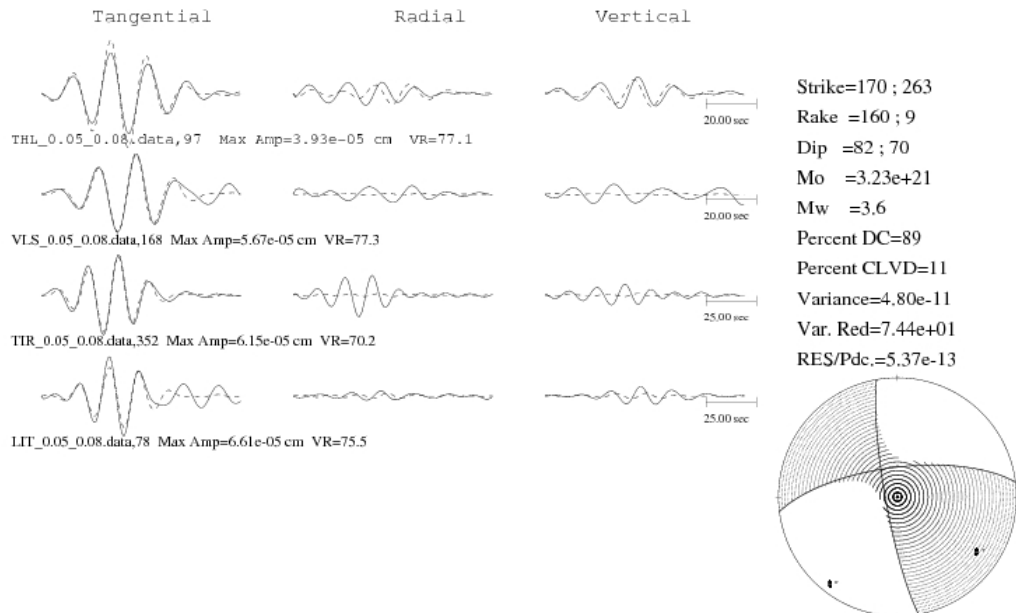 Tangential Radial Vertical
20.00 sec
THL_0.05_0.08.data,97 Max Amp=3.93e-05 cm VR=77.1
20.00 sec
VLS_0.05_0.08.data,168 Max Amp=5.67e-05 cm VR=77.3
25.00 sec
TIR_0.05_0.08.data,352 Max Amp=6.15e-05 cm VR=70.2
25.00 sec
LIT_0.05_0.08.data,78 Max Amp=6.61e-05 cm VR=75.5
Strike=170 ; 263
Rake =160 ; 9
Dip =82 ; 70
Mo =3.23e+21
Mw =3.6
Percent DC=89
Percent CLVD=11
Variance=4.80e-11
Var. Red=7.44e+01
RES/Pdc.=5.37e-13